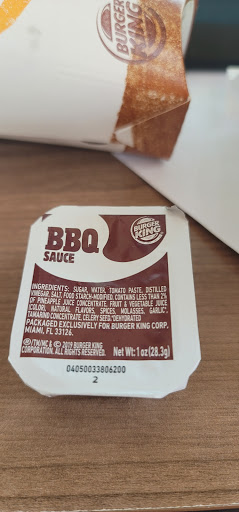 BURGER
KING
BBQ
SAUCE
BURGER
KING
INGREDIENTS: SUGAR, WATER, TOMATO PASTE, DISTILLED
VINEGAR, SALT, FOOD STARCH-MODIFIED, CONTAINS LESS THAN 2%
OF PINEAPPLE JUICE CONCENTRATE, FRUIT & VEGETABLE JUICE
(COLOR), NATURAL FLAVORS, SPICES, MOLASSES, GARLIC*,
TAMARIND CONCENTRATE, CELERY SEED.*DEHYDRATED
PACKAGED EXCLUSIVELY FOR BURGER KING CORP.
MIAMI, FL 33126.
®/TM/MC & © 2019 BURGER KING
CORPORATION. ALL RIGHTS RESERVED. Net Wt: 1 oz (28.3g)
04050033806200
2